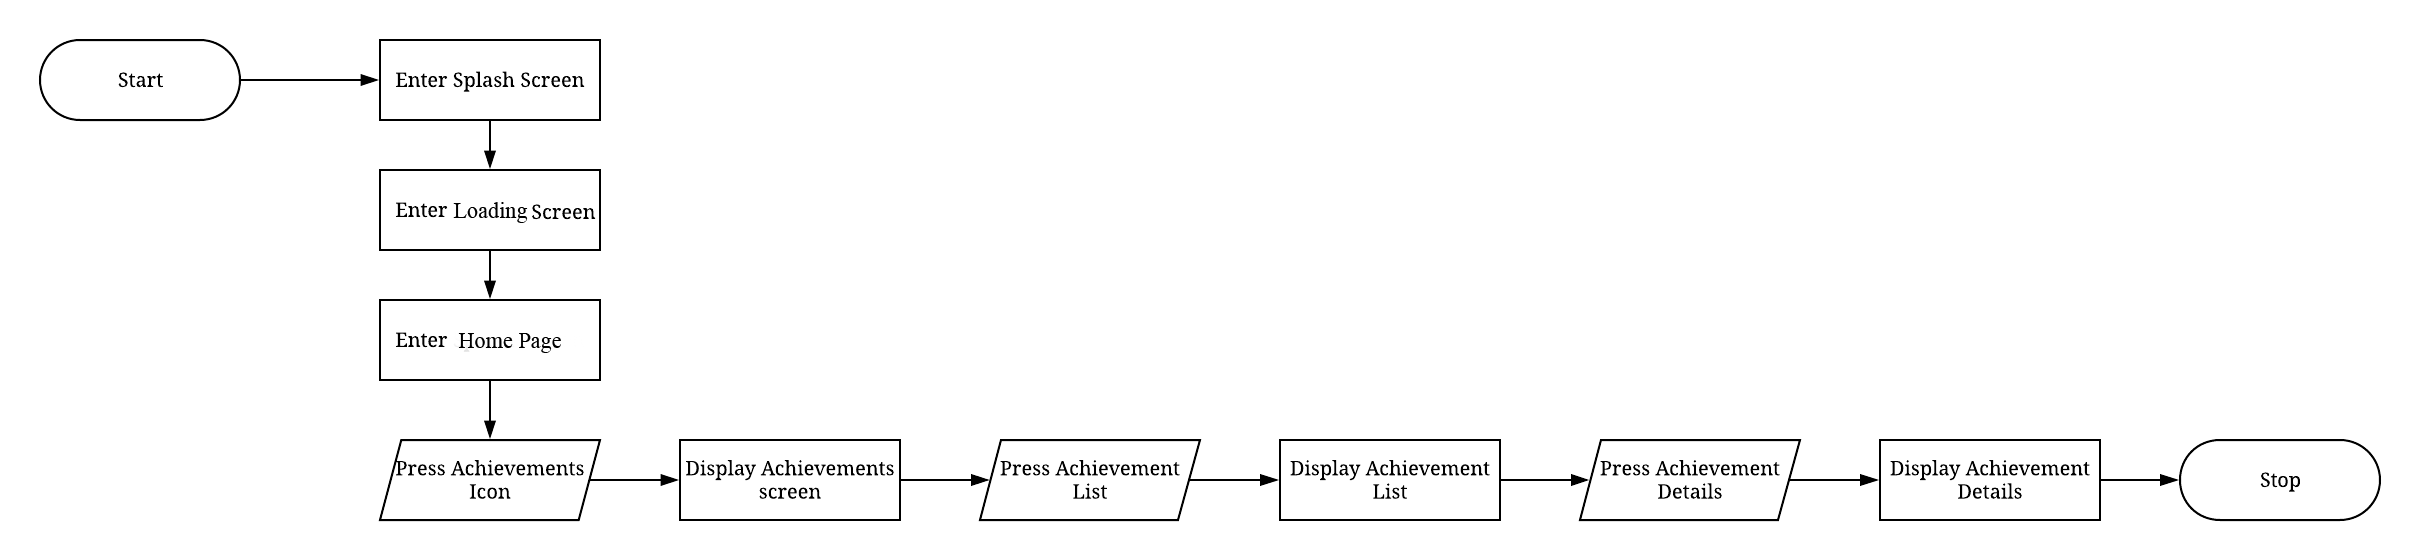 Start
Enter Splash Screen
Enter Loading Screen
Enter Home Page
Press Achievements
Icon
Display Achievements
screen
Press Achievement
List
Display Achievement
List
Press Achievement
Details
Display Achievement
Details
Stop